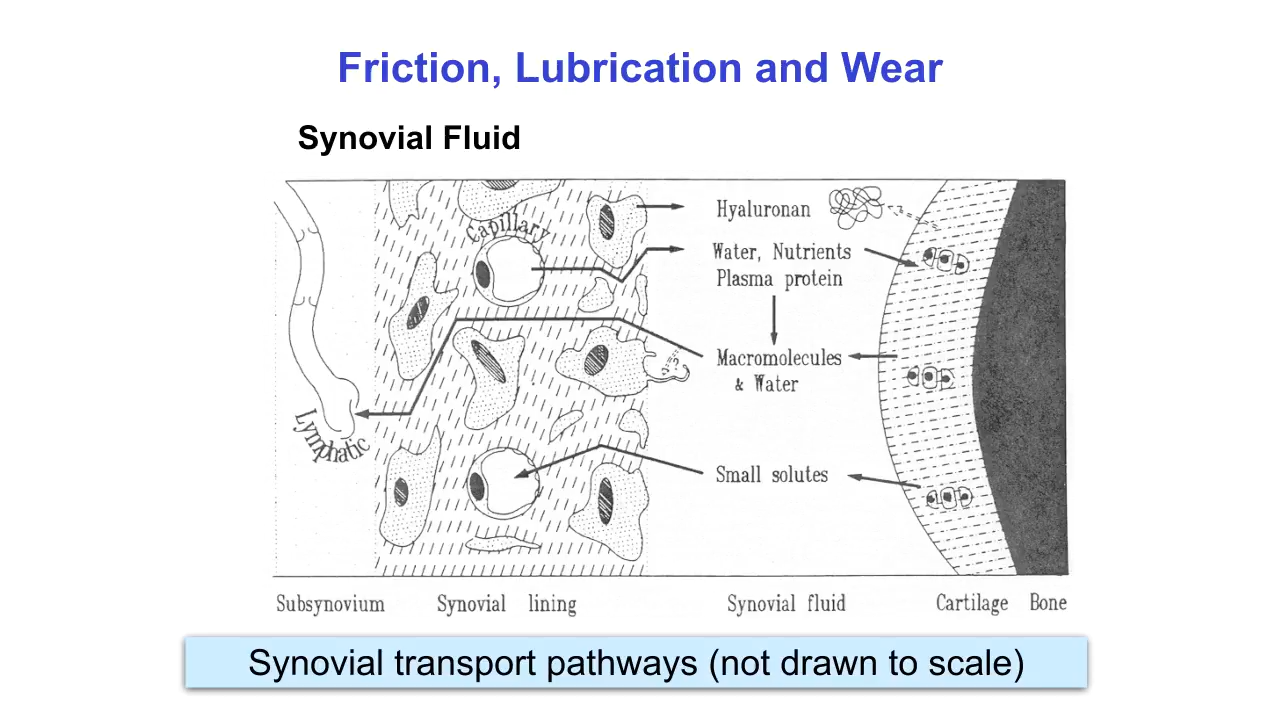 Friction, Lubrication and Wear
Synovial Fluid
Capillary
Hyaluronan
Water, Nutrients
Plasma protein
Macromolecules
& Water
Lymphatic
Small solutes
Subsynovium Synovial lining Synovial fluid Cartilage Bone
Synovial transport pathways (not drawn to scale)